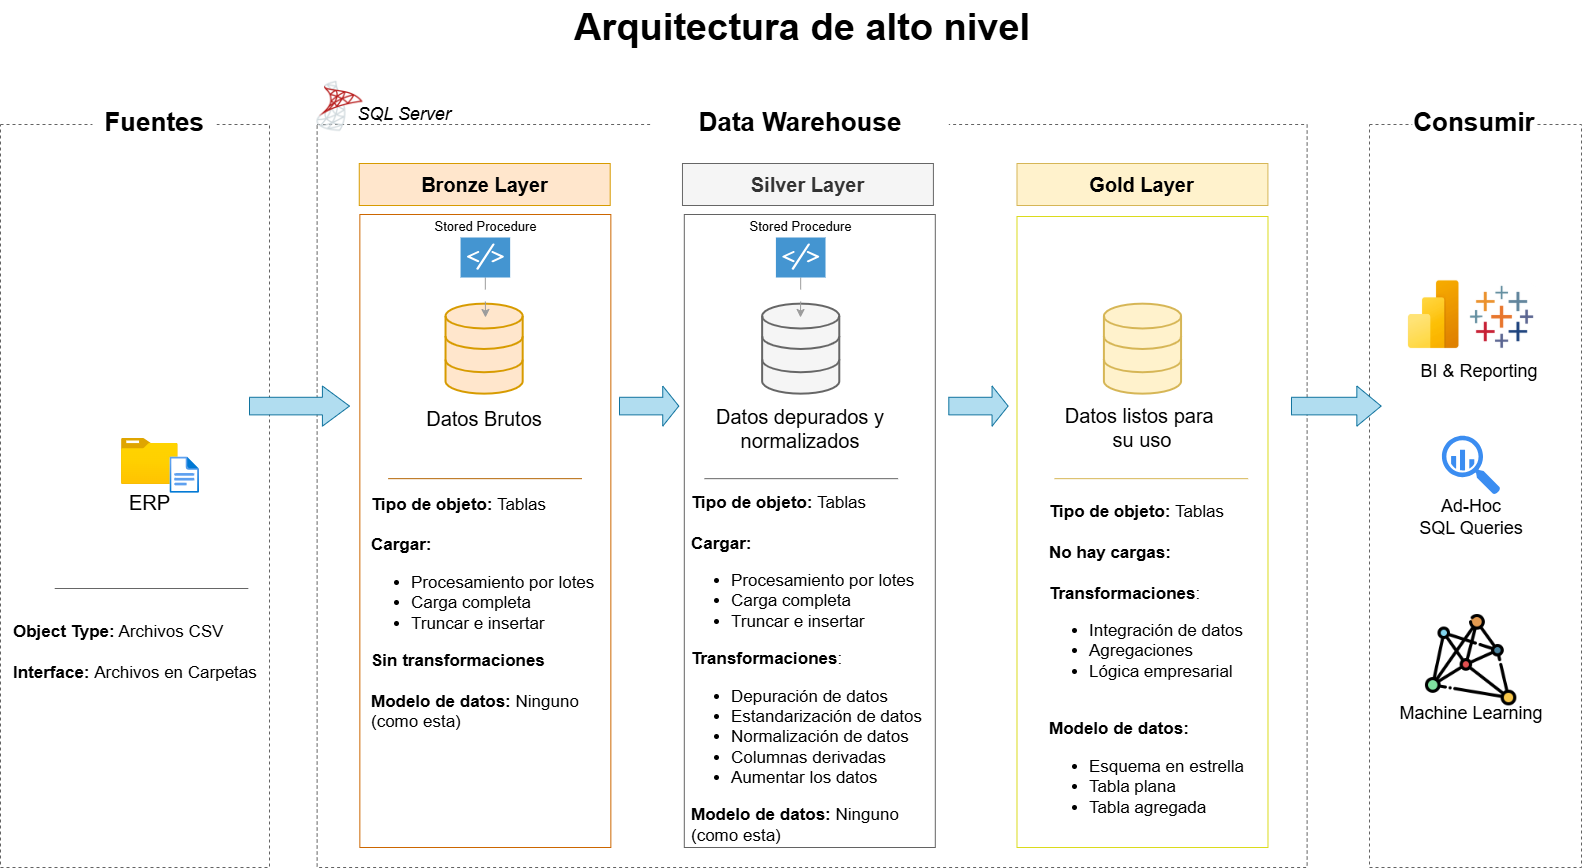 Arquitectura de alto nivel
Fuentes
ERP
Object Type: Archivos CSV
Interface: Archivos en Carpetas
SQL Server
Data Warehouse
Bronze Layer
Stored Procedure
Datos Brutos
Tipo de objeto: Tablas
Cargar:
Procesamiento por lotes
Carga completa
Truncar e insertar
Sin transformaciones
Modelo de datos: Ninguno
(como esta)
Silver Layer
Stored Procedure
Datos depurados y
normalizados
Tipo de objeto: Tablas
Cargar:
Procesamiento por lotes
Carga completa
Truncar e insertar
Transformaciones:
Depuración de datos
Estandarización de datos
Normalización de datos
Columnas derivadas
Aumentar los datos
Modelo de datos: Ninguno
(como esta)
Gold Layer
Datos listos para
su uso
Tipo de objeto: Tablas
No hay cargas:
Transformaciones:
Integración de datos
Agregaciones
Lógica empresarial
Modelo de datos:
Esquema en estrella
Tabla plana
Tabla agregada
Consumir
BI & Reporting
Ad-Hoc
SQL Queries
Machine Learning